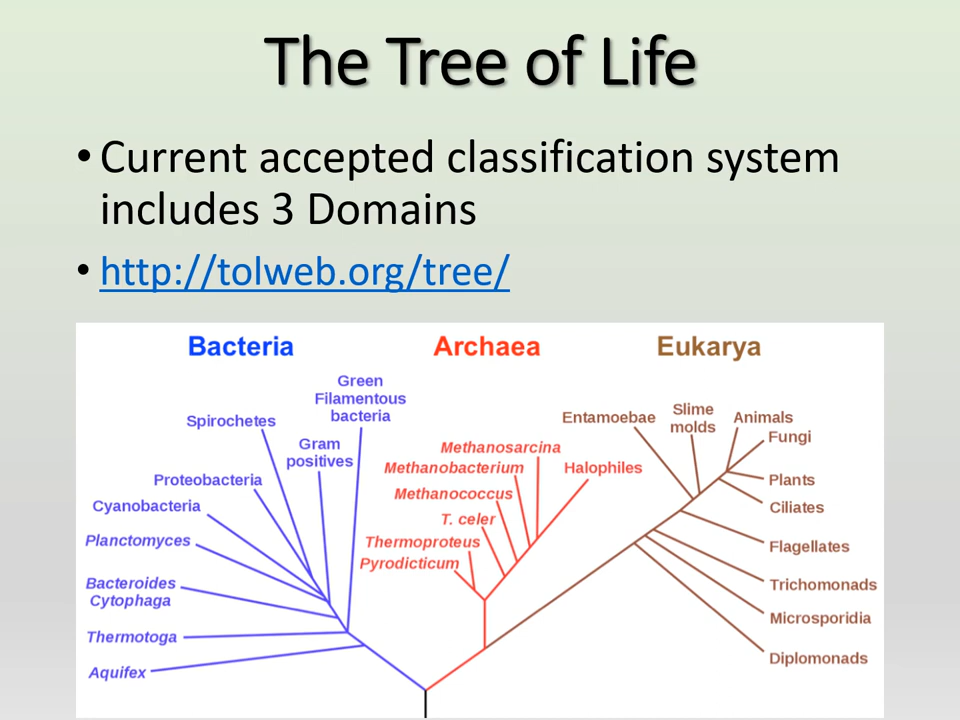 The Tree of Life
• Current accepted classification system
includes 3 Domains
• http://tolweb.org/tree/
Bacteria
Archaea
Eukarya
Green
Filamentous
bacteria
Spirochetes
Gram
positives
Proteobacteria
Cyanobacteria
Planctomyces
Bacteroides
Cytophaga
Thermotoga
Aquifex
Methanosarcina
Methanobacterium
Halophiles
Methanococcus
T. celer
Thermoproteus
Pyrodicticum
Entamoebae
Slime
molds
Animals
Fungi
Plants
Ciliates
Flagellates
Trichomonads
Microsporidia
Diplomonads